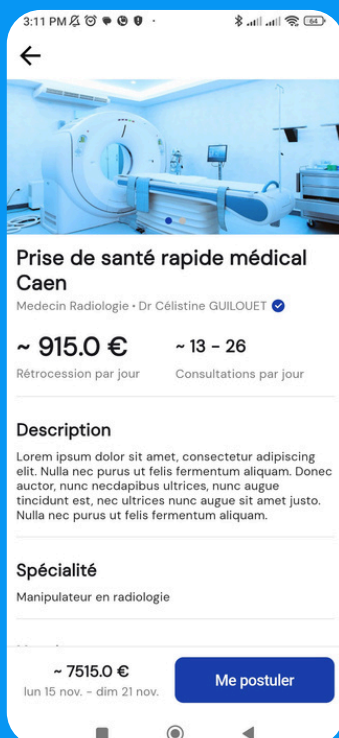 3:11 PM
64
Prise de santé rapide médical
Caen
Medecin Radiologie • Dr Célistine GUILOUET
~ 915.0 €
~ 13 - 26
Rétrocession par jour
Consultations par jour
Description
Lorem ipsum dolor sit amet, consectetur adipiscing
elit. Nulla nec purus ut felis fermentum aliquam. Donec
auctor, nunc necdapibus ultrices, nunc augue
tincidunt est, nec ultrices nunc augue sit amet justo.
Nulla nec purus ut felis fermentum aliquam.
Spécialité
Manipulateur en radiologie
~ 7515.0 €
lun 15 nov. - dim 21 nov.
Me postuler